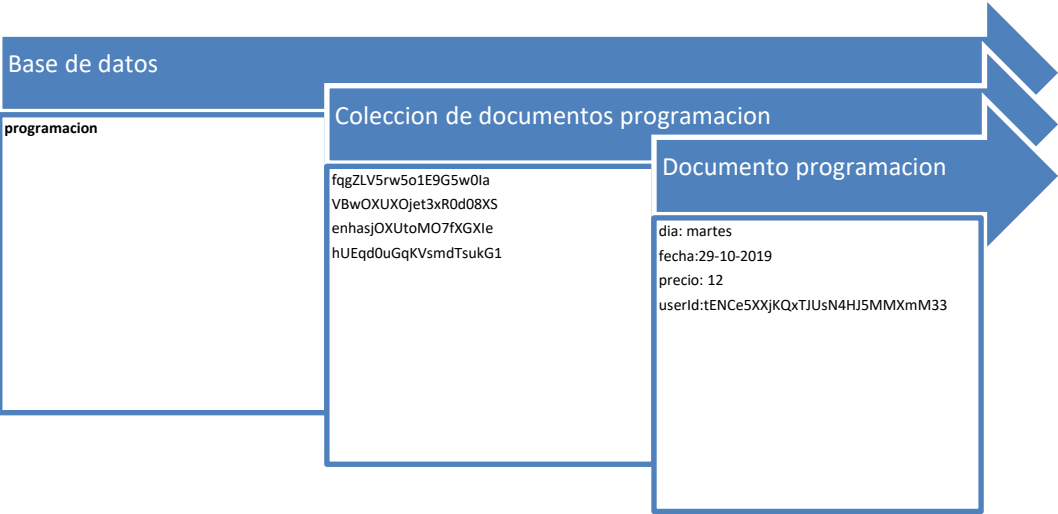 Base de datos
programacion
Coleccion de documentos programacion
fqgZLV5rw5o1E9G5w0Ia
VBwOXUXOjet3xR0d08XS
enhasjOXUtoMO7fXGXIe
hUEqd0uGqKVsmdTsukG1
Documento programacion
dia: martes
fecha:29-10-2019
precio: 12
userId:tENCe5XXjKQxTJUsN4HJ5MMXmM33